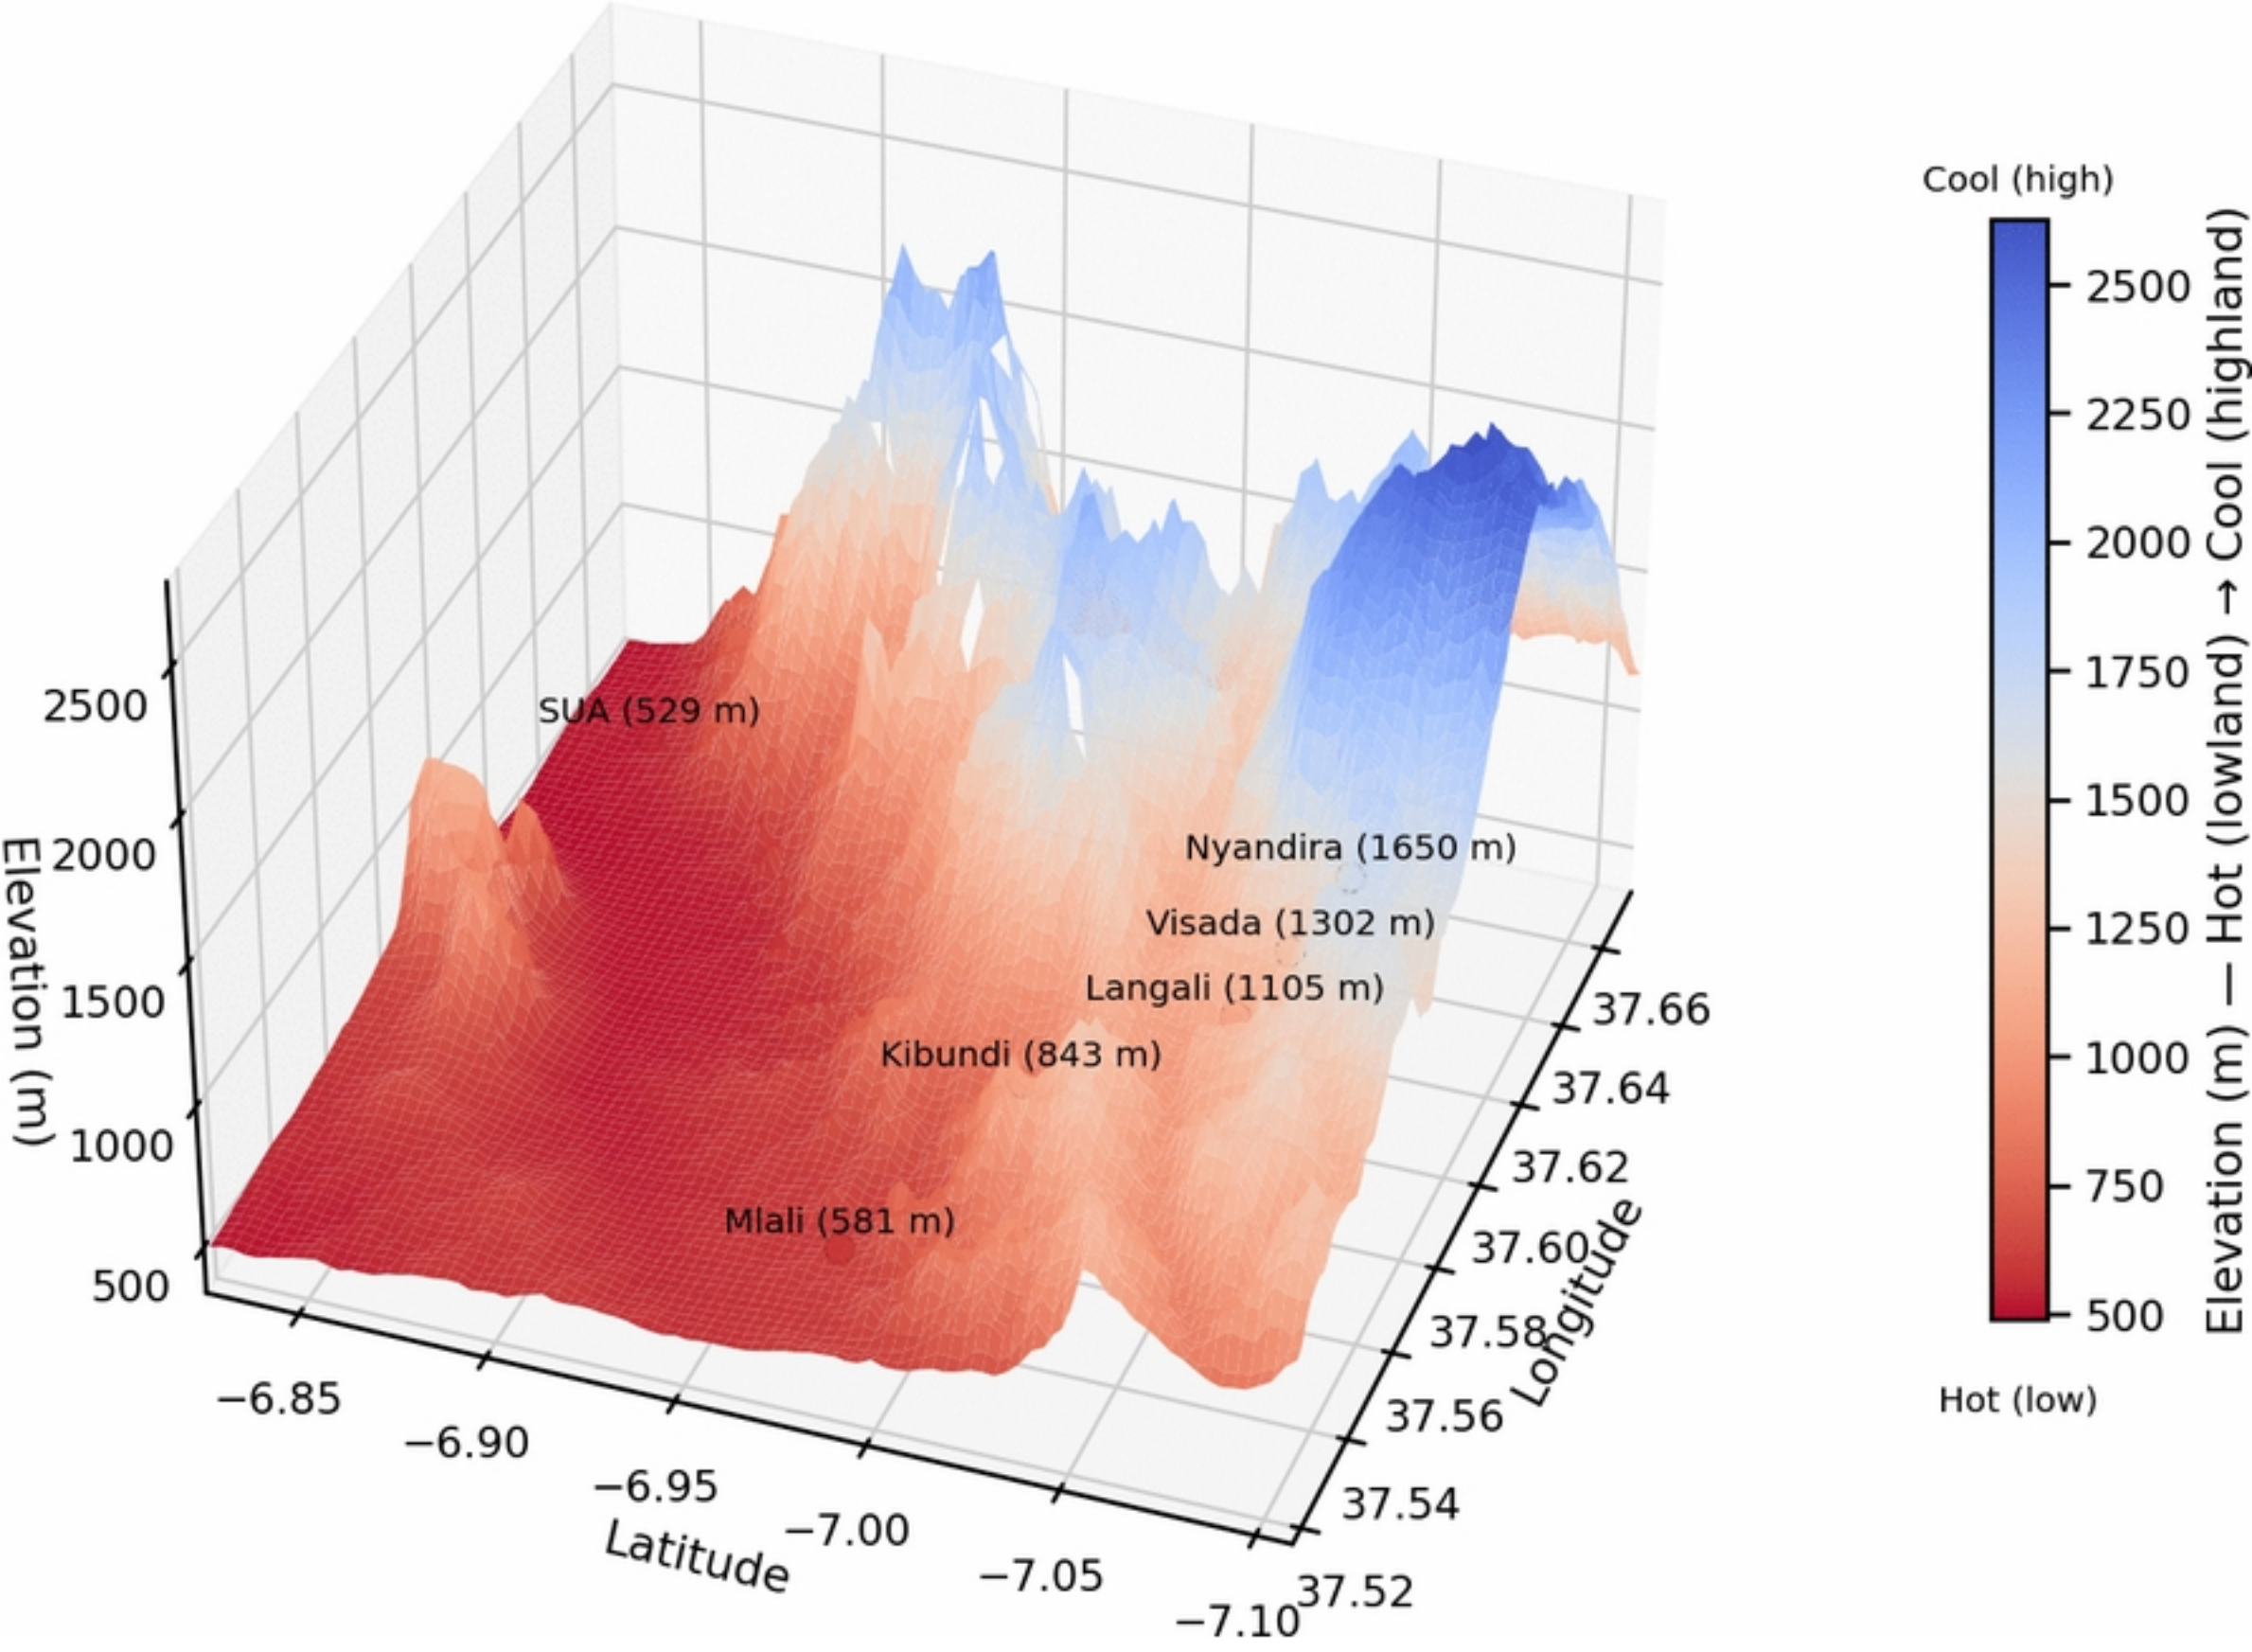 Cool (high)
2500
2250
2000
1750
1500
1250
1000
750
500
Hot (low)
Elevation (m) — Hot (lowland) → Cool (highland)
SUA (529 m)
Nyandira (1650 m)
Visada (1302 m)
Langali (1105 m)
Kibundi (843 m)
Mlali (581 m)
Elevation (m)
2500
2000
1500
1000
500
−6.85
−6.90
−6.95
−7.00
−7.05
−7.10
Latitude
37.66
37.64
37.62
37.60
37.58
37.56
37.54
37.52
Longitude